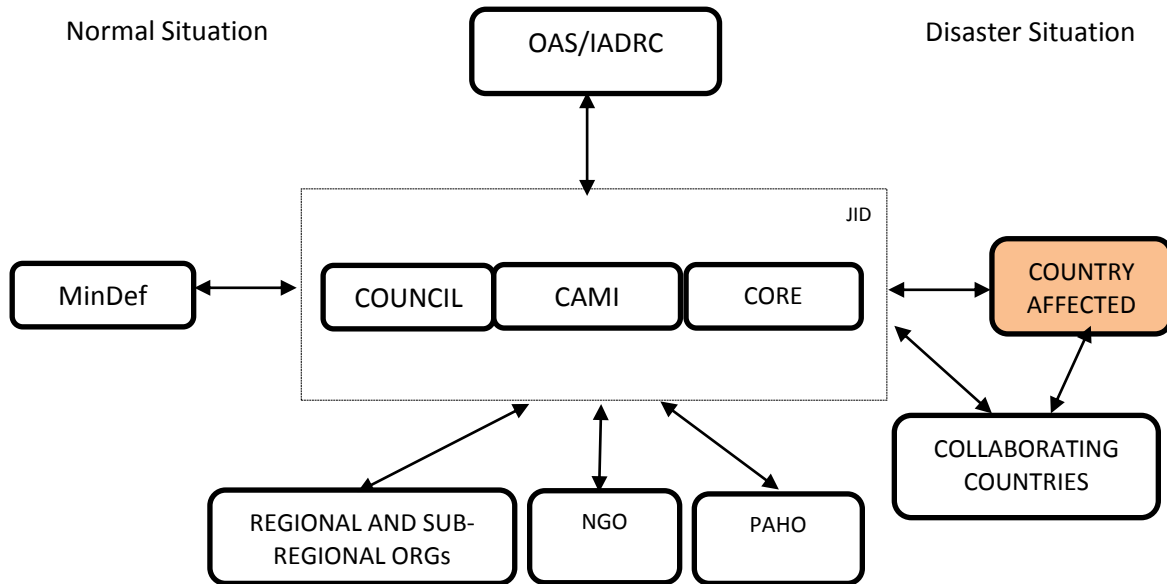 Normal Situation
OAS/IADRC
Disaster Situation
JID
MinDef
COUNCIL
CAMI
CORE
COUNTRY
AFFECTED
COLLABORATING
COUNTRIES
REGIONAL AND SUB-
REGIONAL ORGs
NGO
PAHO